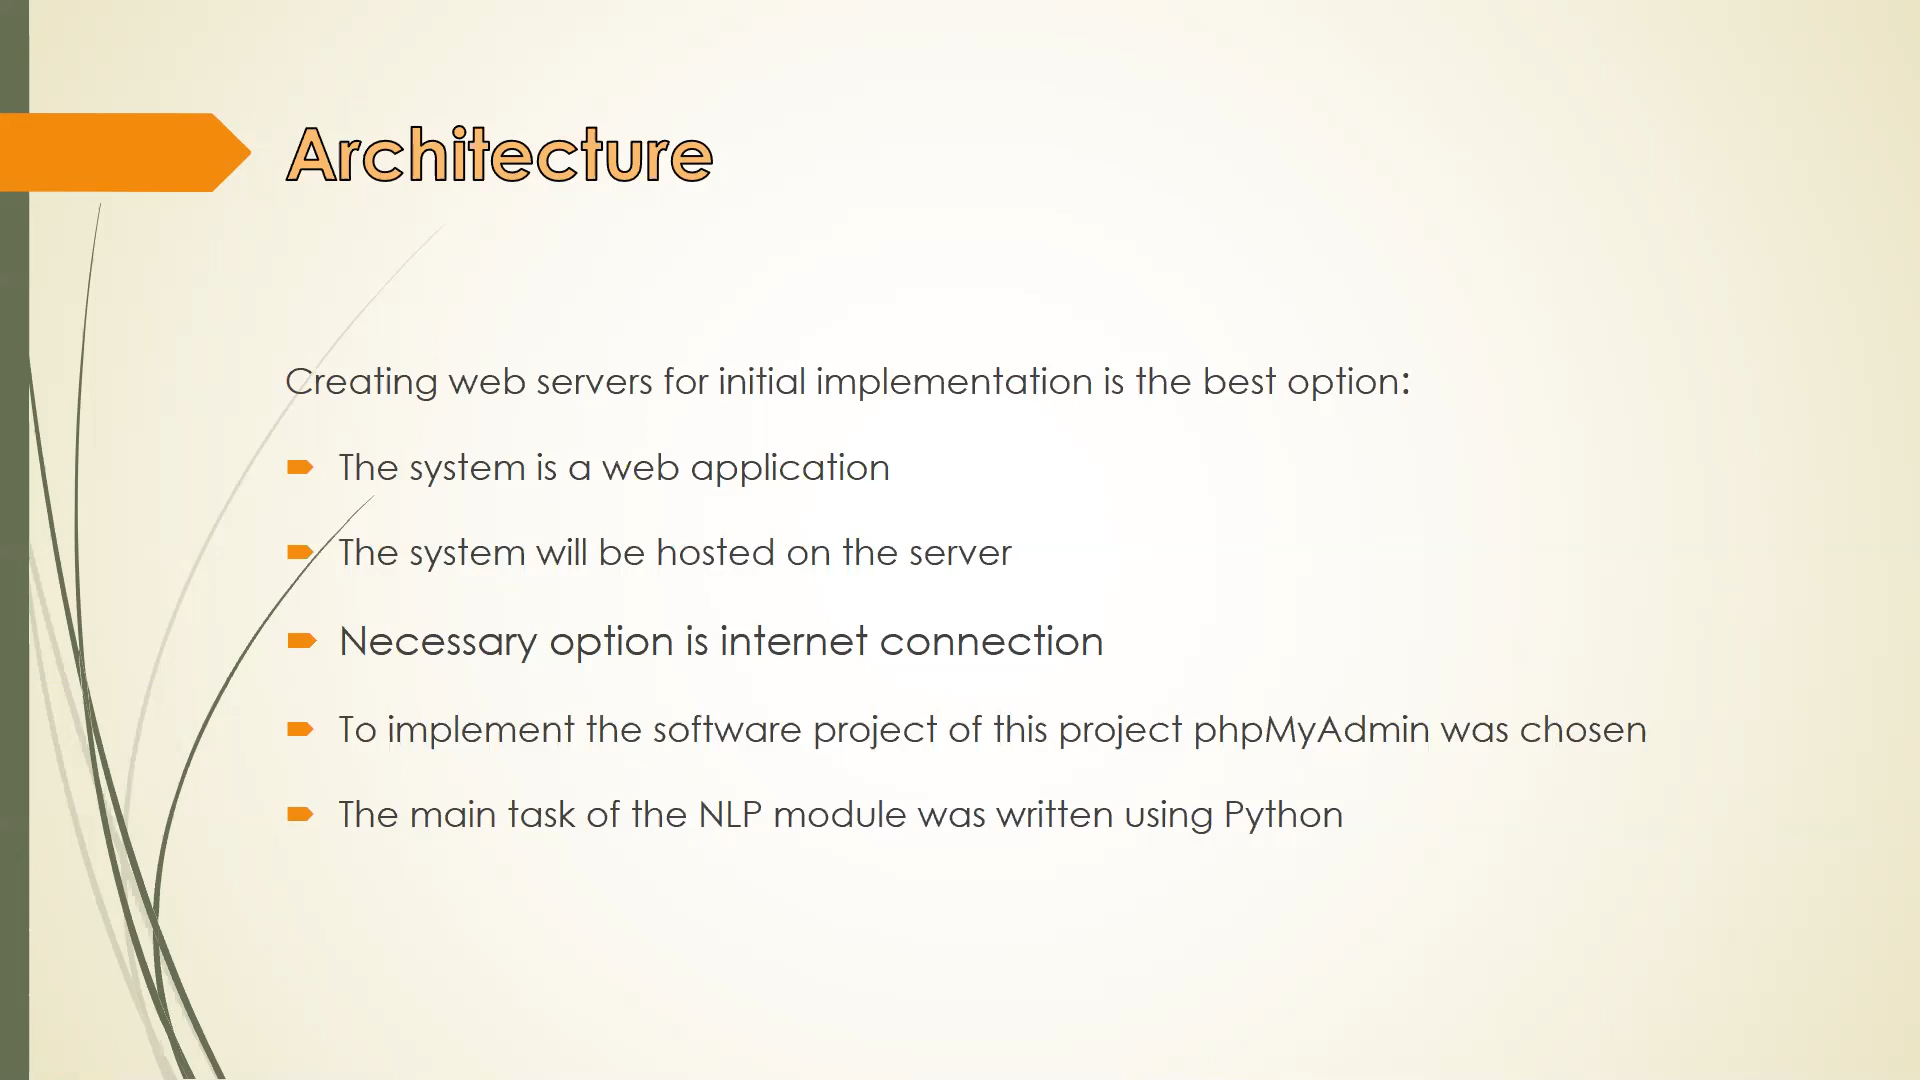 Architecture
Creating web servers for initial implementation is the best option:
The system is a web application
The system will be hosted on the server
Necessary option is internet connection
To implement the software project of this project phpMyAdmin was chosen
The main task of the NLP module was written using Python